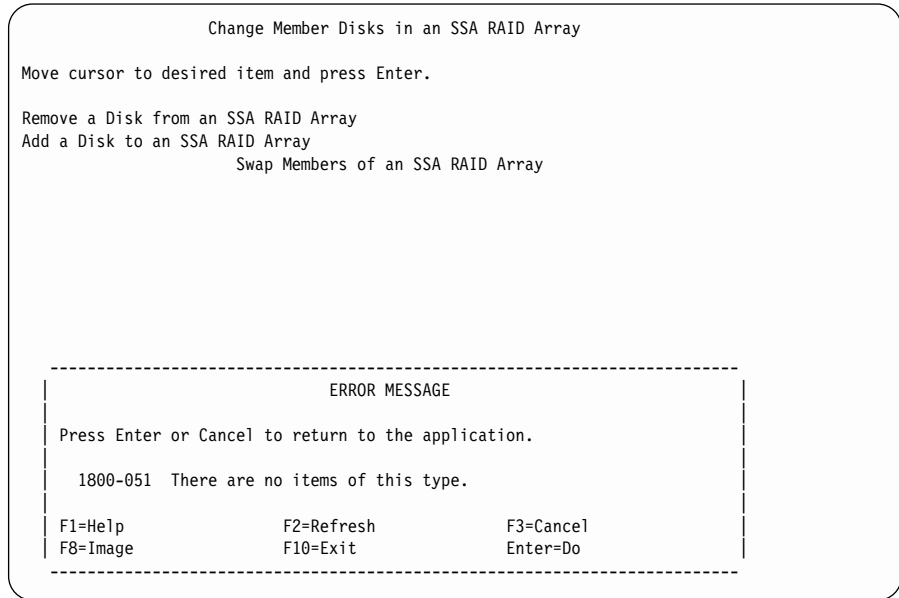 Change Member Disks in an SSA RAID Array
Move cursor to desired item and press Enter.
Remove a Disk from an SSA RAID Array
Add a Disk to an SSA RAID Array
Swap Members of an SSA RAID Array
ERROR MESSAGE
Press Enter or Cancel to return to the application.
1800-051 There are no items of this type.
F1=Help F2=Refresh F3=Cancel
F8=Image F10=Exit Enter=Do